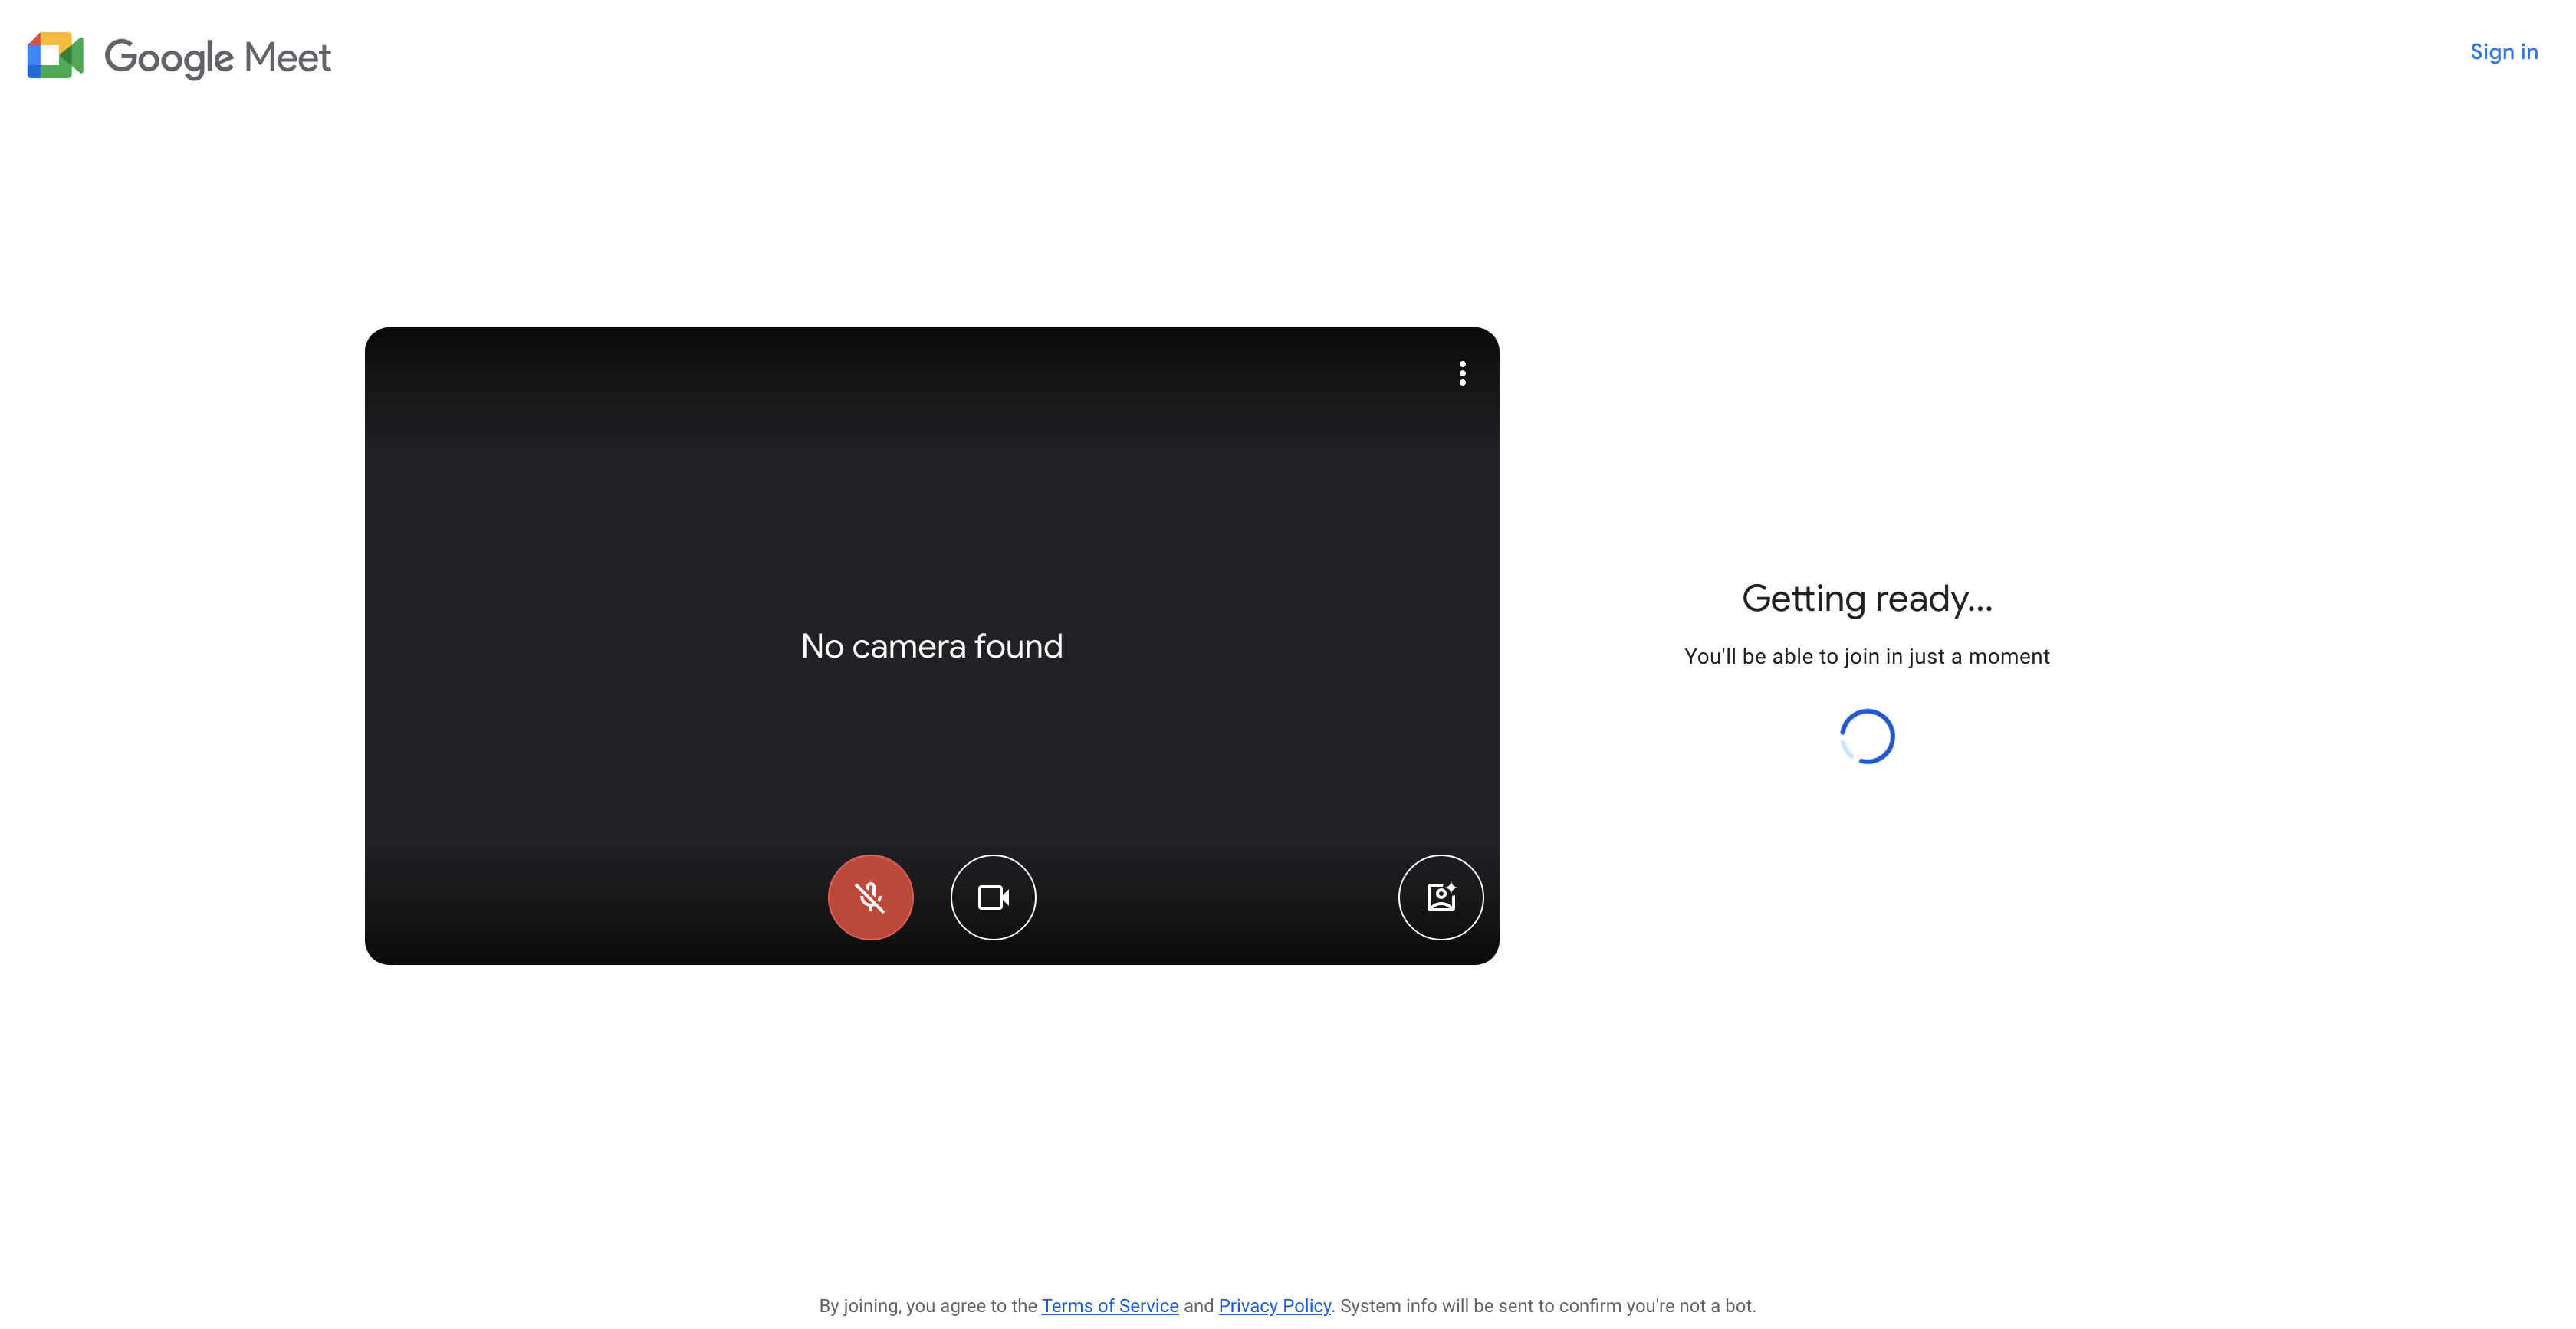 Google Meet
Sign in
No camera found
Getting ready...
You'll be able to join in just a moment
By joining, you agree to the Terms of Service and Privacy Policy. System info will be sent to confirm you're not a bot.